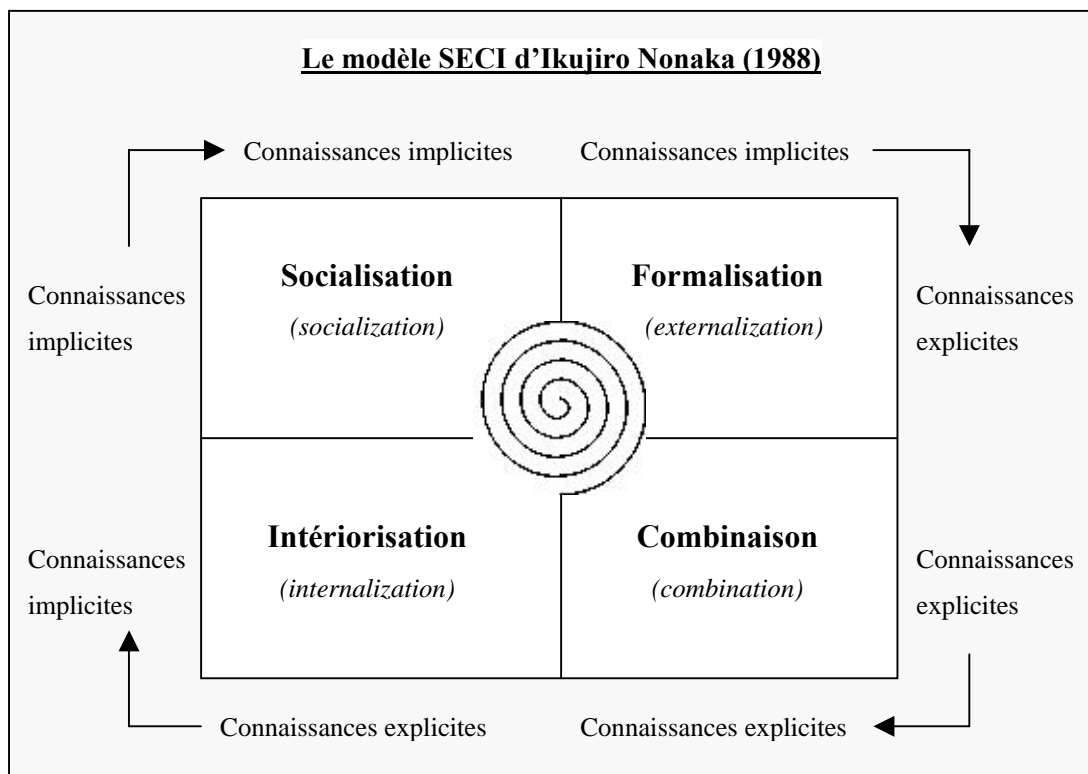 Le modèle SECI d’Ikujiro Nonaka (1988)
Connaissances implicites
Connaissances implicites
Connaissances
implicites
Socialisation
(socialization)
Formalisation
(externalization)
Connaissances
explicites
Connaissances
implicites
Intériorisation
(internalization)
Combinaison
(combination)
Connaissances
explicites
Connaissances explicites
Connaissances explicites